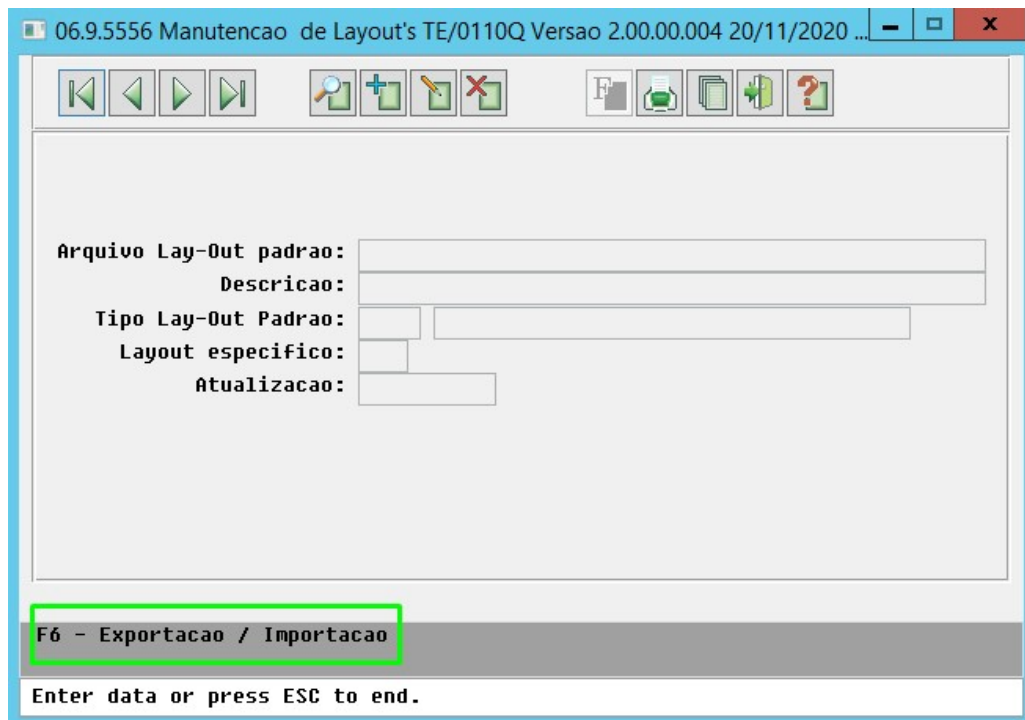 06.9.5556 Manutencao de Layout's TE/0110Q Versao 2.00.00.004 20/11/2020 ...
Arquivo Lay-Out padrao:
Descricao:
Tipo Lay-Out Padrao:
Layout especifico:
Atualizacao:
F6 - Exportacao / Importacao
Enter data or press ESC to end.